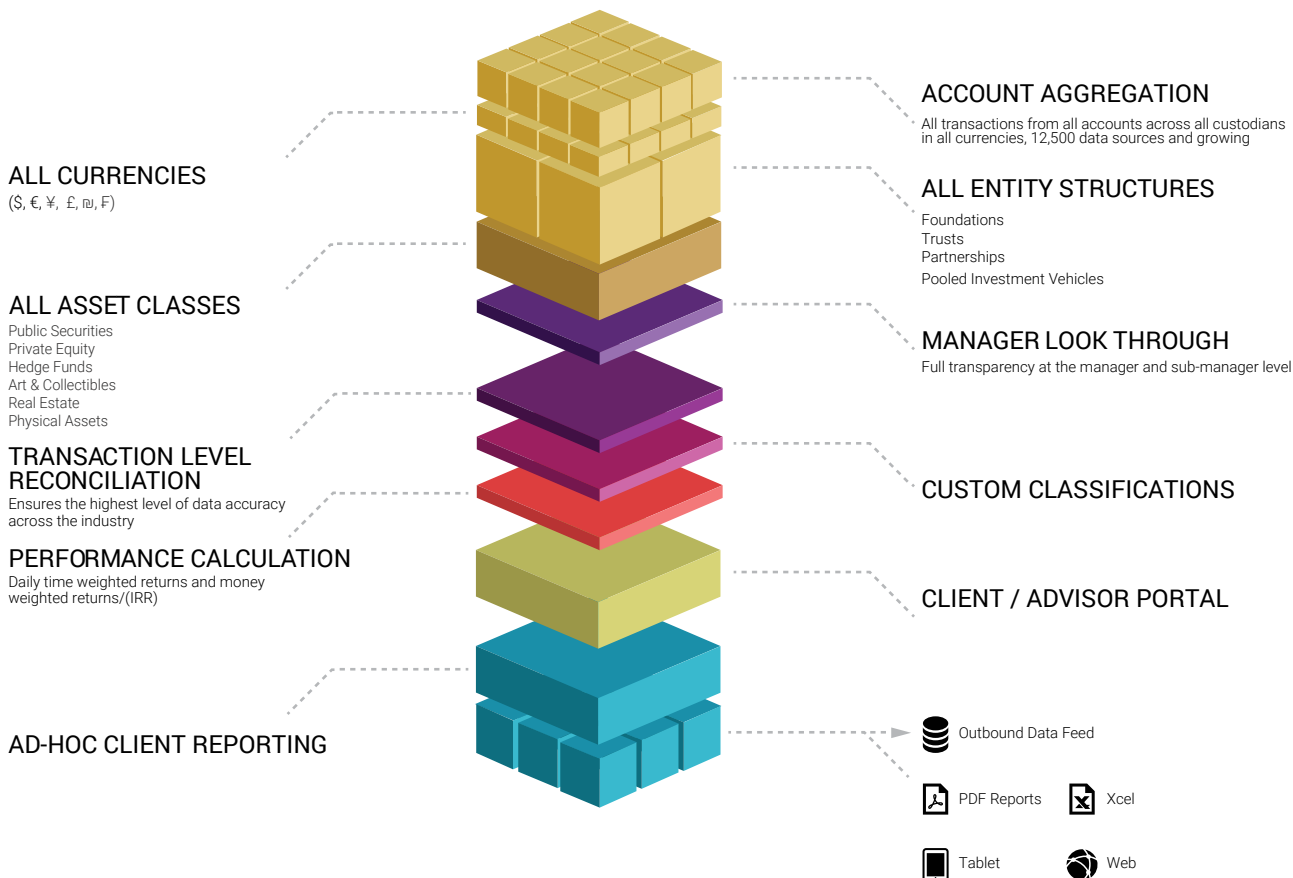 ALL CURRENCIES
($, €, ¥, £, ₪, ₣)
ALL ASSET CLASSES
Public Securities
Private Equity
Hedge Funds
Art & Collectibles
Real Estate
Physical Assets
TRANSACTION LEVEL
RECONCILIATION
Ensures the highest level of data accuracy
across the industry
PERFORMANCE CALCULATION
Daily time weighted returns and money
weighted returns/(IRR)
AD-HOC CLIENT REPORTING
ACCOUNT AGGREGATION
All transactions from all accounts across all custodians
in all currencies, 12,500 data sources and growing
ALL ENTITY STRUCTURES
Foundations
Trusts
Partnerships
Pooled Investment Vehicles
MANAGER LOOK THROUGH
Full transparency at the manager and sub-manager level
CUSTOM CLASSIFICATIONS
CLIENT / ADVISOR PORTAL
Outbound Data Feed
PDF Reports
Xcel
Tablet
Web